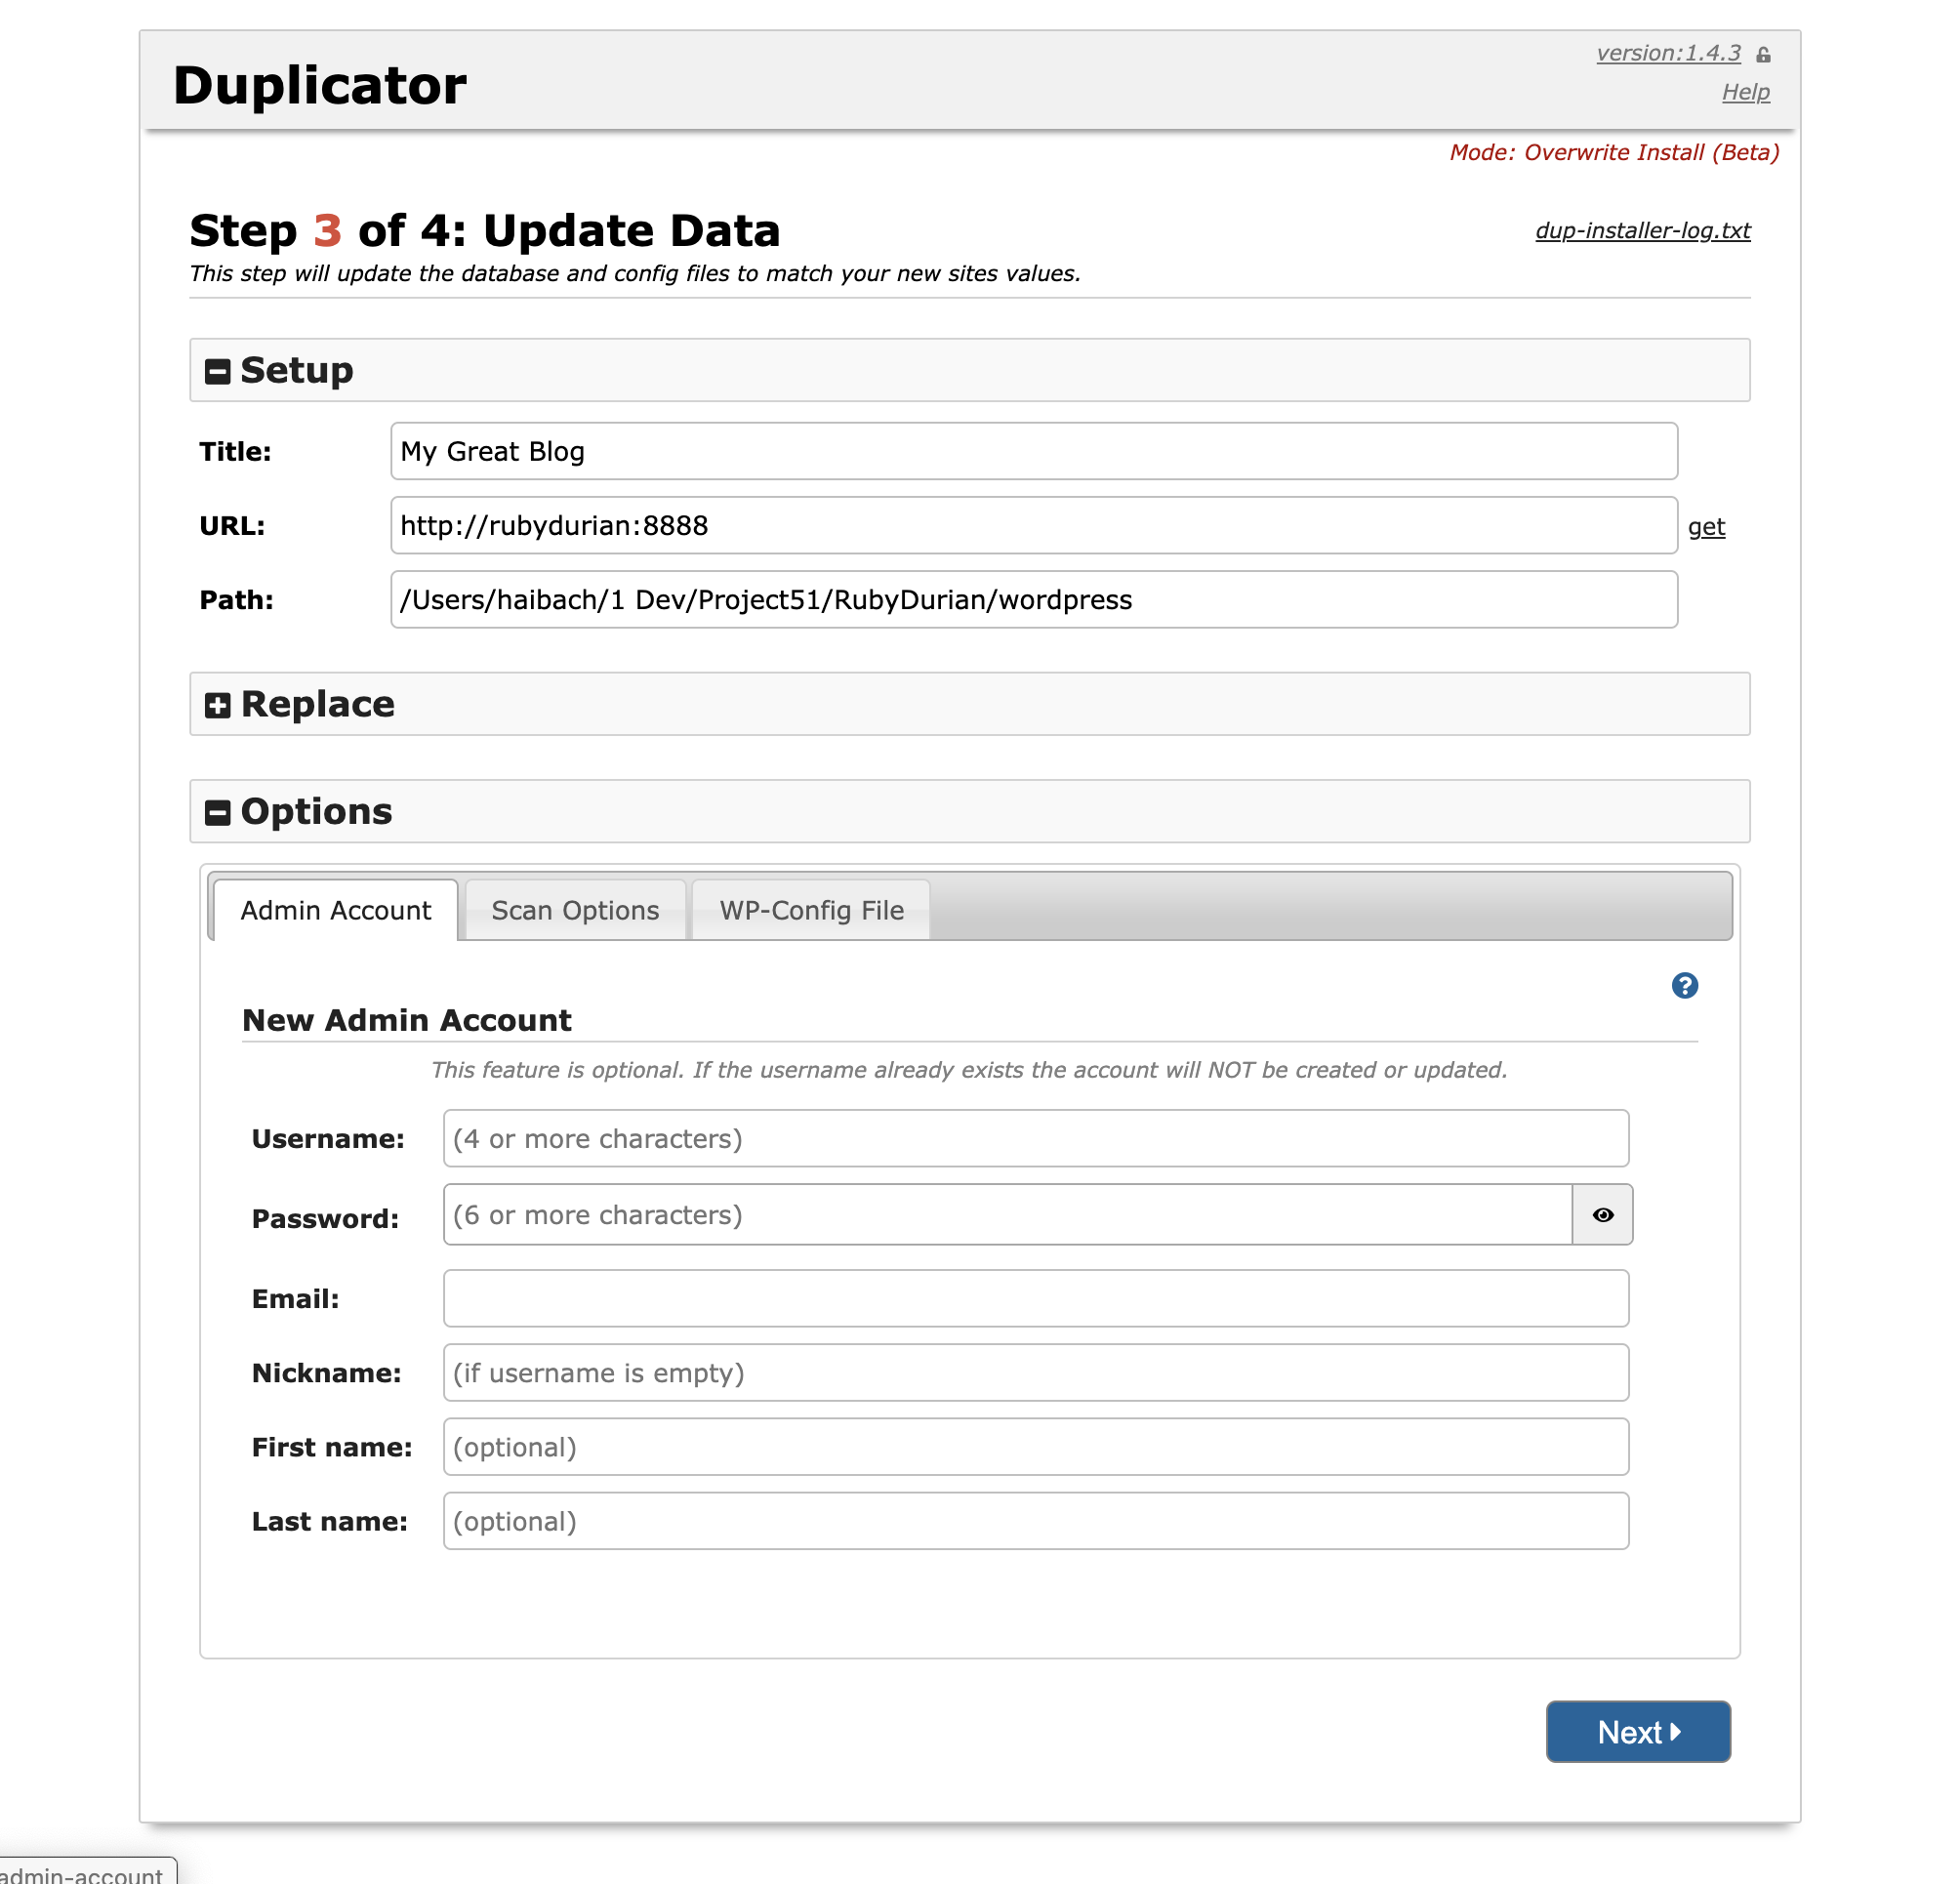 Duplicator
version:1.4.3
Help
Mode: Overwrite Install (Beta)
Step 3 of 4: Update Data
dup-installer-log.txt
This step will update the database and config files to match your new sites values.
Setup
Title: My Great Blog
URL: http://rubydurian:8888 get
Path: /Users/haibach/1 Dev/Project51/RubyDurian/wordpress
Replace
Options
Admin Account Scan Options WP-Config File
?
New Admin Account
This feature is optional. If the username already exists the account will NOT be created or updated.
Username: (4 or more characters)
Password: (6 or more characters)
Email:
Nickname: (if username is empty)
First name: (optional)
Last name: (optional)
Next
admin-account